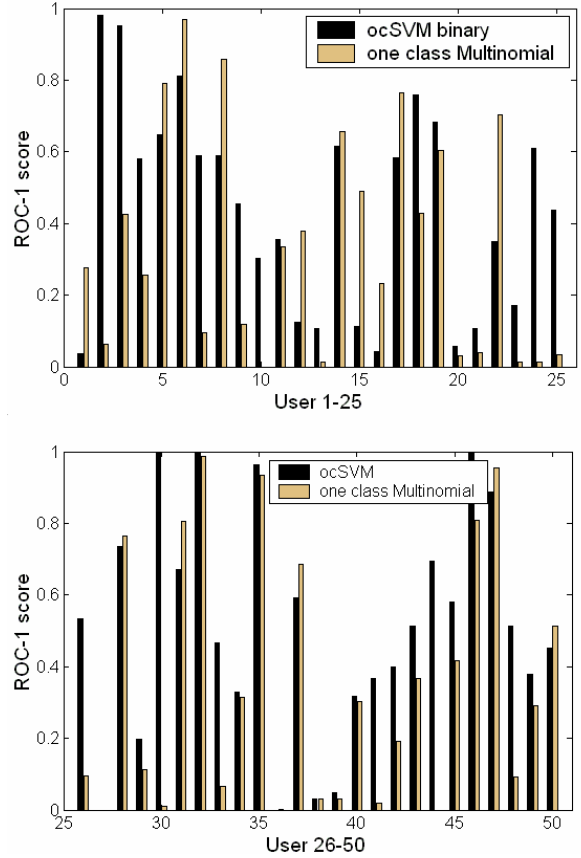 ocSVM binary
one class Multinomial
ROC-1 score
1
0.8
0.6
0.4
0.2
0
0 5 10 15 20 25
User 1-25
ocSVM
one class Multinomial
ROC-1 score
1
0.8
0.6
0.4
0.2
0
25 30 35 40 45 50
User 26-50